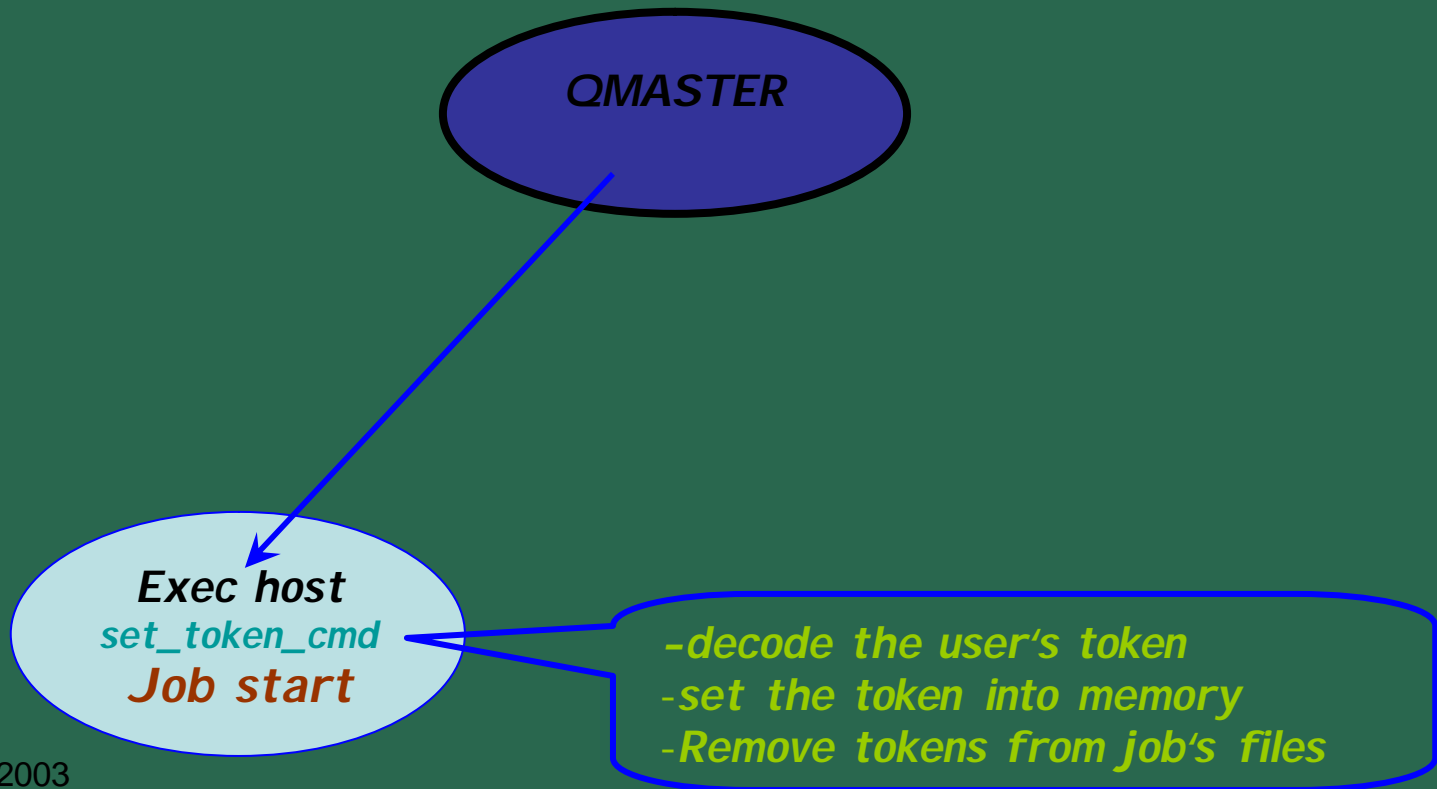 QMASTER
Exec host
set_token_cmd
Job start
-decode the user's token
-set the token into memory
-Remove tokens from job's files
2003